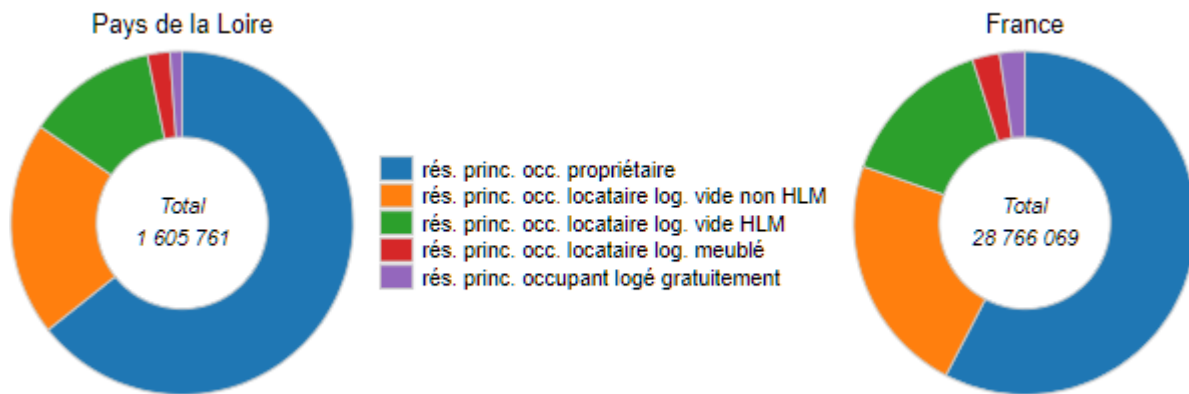 Pays de la Loire
Total
1 605 761
rés. princ. occ. propriétaire
rés. princ. occ. locataire log. vide non HLM
rés. princ. occ. locataire log. vide HLM
rés. princ. occ. locataire log. meublé
rés. princ. occupant logé gratuitement
France
Total
28 766 069